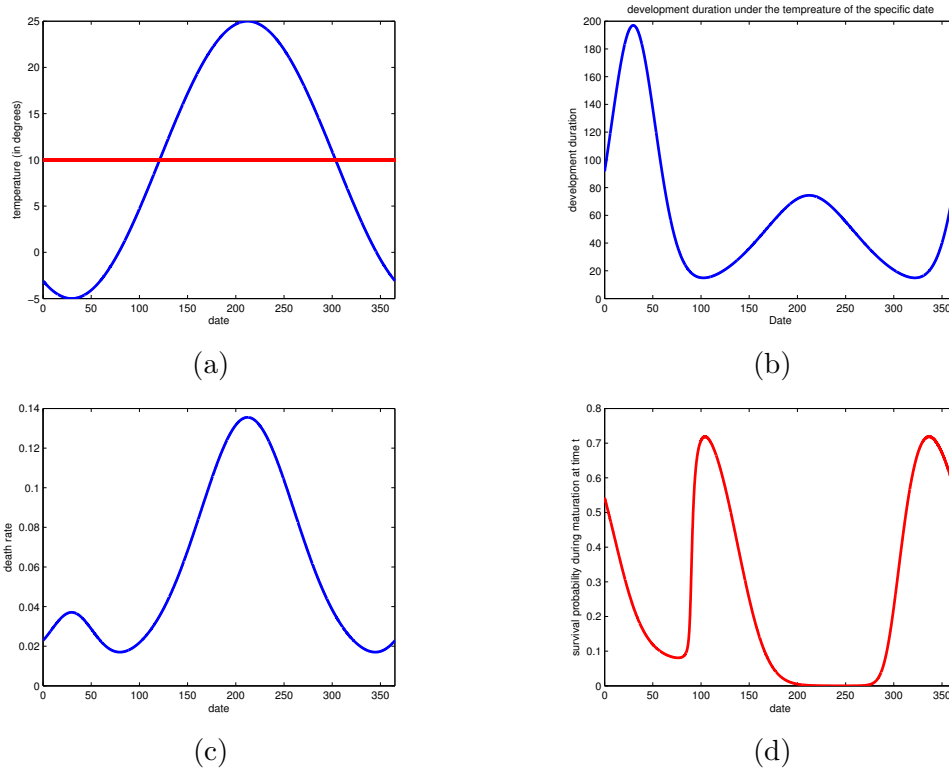 development duration under the tempreature of the specific date
25
20
15
10
5
0
−5
temperature (in degrees)
0 50 100 150 200 250 300 350
date
(a)
200
180
160
140
120
100
80
60
40
20
0
development duration
0 50 100 150 200 250 300 350
Date
(b)
0.14
0.12
0.1
0.08
0.06
0.04
0.02
0
death rate
0 50 100 150 200 250 300 350
date
(c)
0.8
0.7
0.6
0.5
0.4
0.3
0.2
0.1
0
survival probability during maturation at time t
0 50 100 150 200 250 300 350
date
(d)